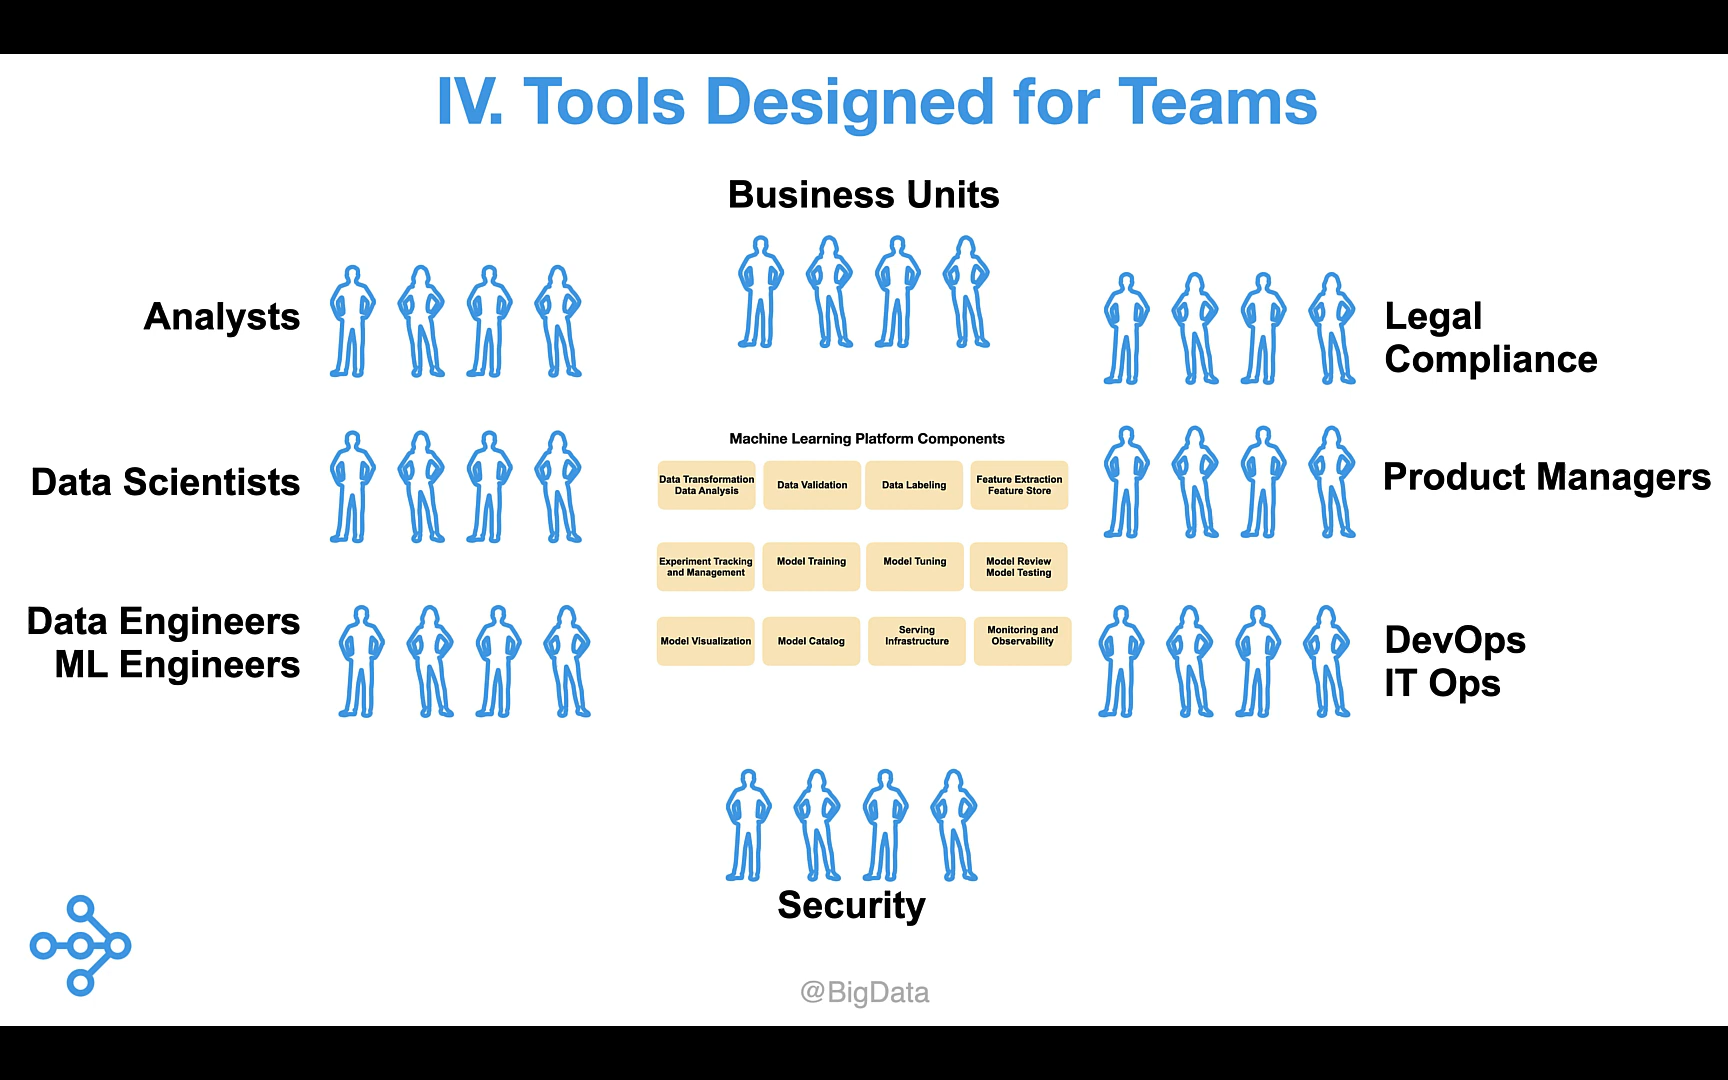 IV. Tools Designed for Teams
Business Units
Analysts
Legal
Compliance
Data Scientists
Product Managers
Machine Learning Platform Components
Data Transformation
Data Analysis
Data Validation
Data Labeling
Feature Extraction
Feature Store
Experiment Tracking
and Management
Model Training
Model Tuning
Model Review
Model Testing
Model Visualization
Model Catalog
Serving
Infrastructure
Monitoring and
Observability
Data Engineers
ML Engineers
DevOps
IT Ops
Security
@BigData